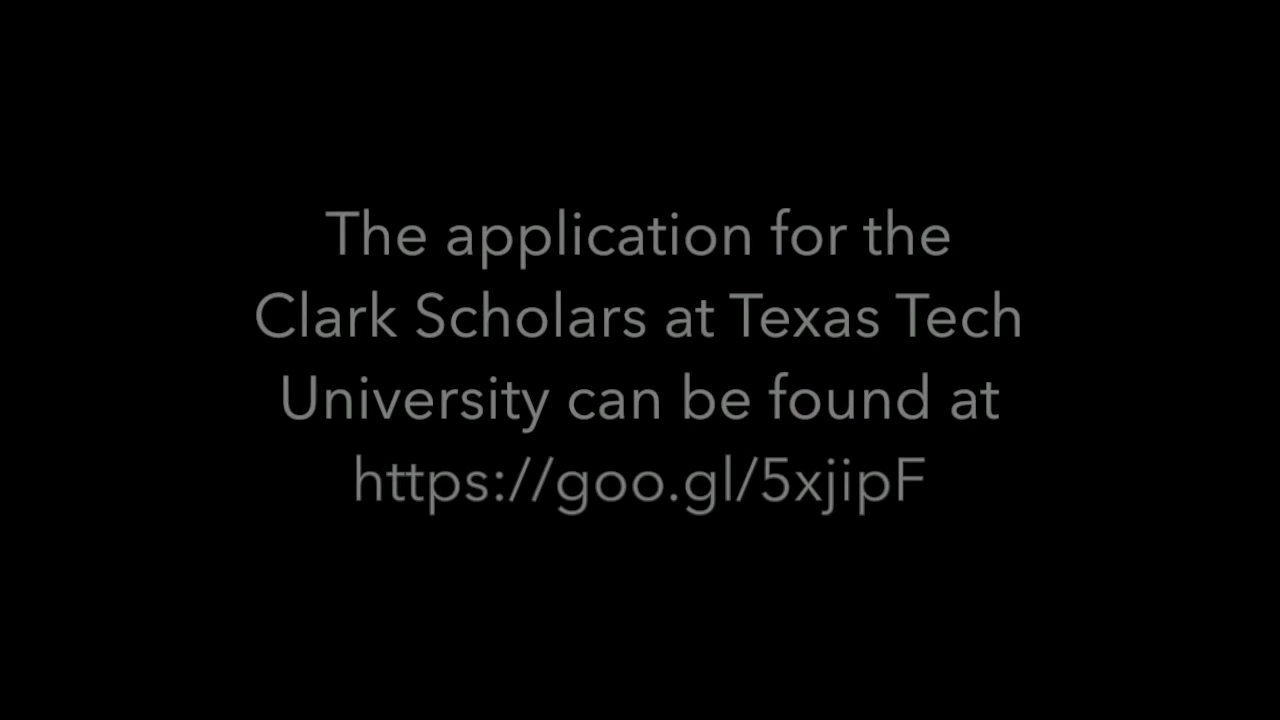 The application for the
Clark Scholars at Texas Tech
University can be found at
https://goo.gl/5xjipF